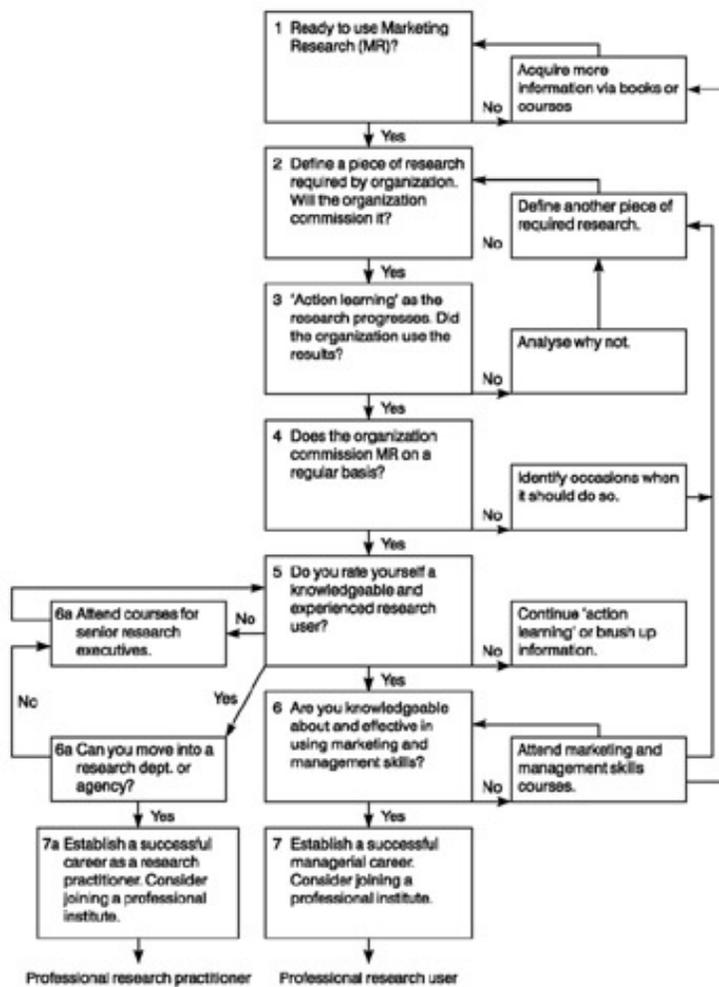 1 Ready to use Marketing
Research (MR)?
Acquire more
information via books or
courses
No
Yes
2 Define a piece of research
required by organization.
Will the organization
commission it?
Define another piece of
required research.
No
Yes
3 'Action learning' as the
research progresses. Did
the organization use the
results?
Analyse why not.
No
Yes
4 Does the organization
commission MR on a
regular basis?
Identify occasions when
it should do so.
No
Yes
5 Do you rate yourself a
knowledgeable and
experienced research
user?
6a Attend courses for
senior research
executives.
No
Continue 'action
learning' or brush up
information.
No
Yes
No
Yes
6 Are you knowledgeable
about and effective in
using marketing and
management skills?
6a Can you move into a
research dept. or
agency?
Attend marketing and
management skills
courses.
No
Yes
Yes
7a Establish a successful
career as a research
practitioner. Consider
joining a professional
institute.
7 Establish a successful
managerial career.
Consider joining a
professional institute.
Professional research practitioner
Professional research user